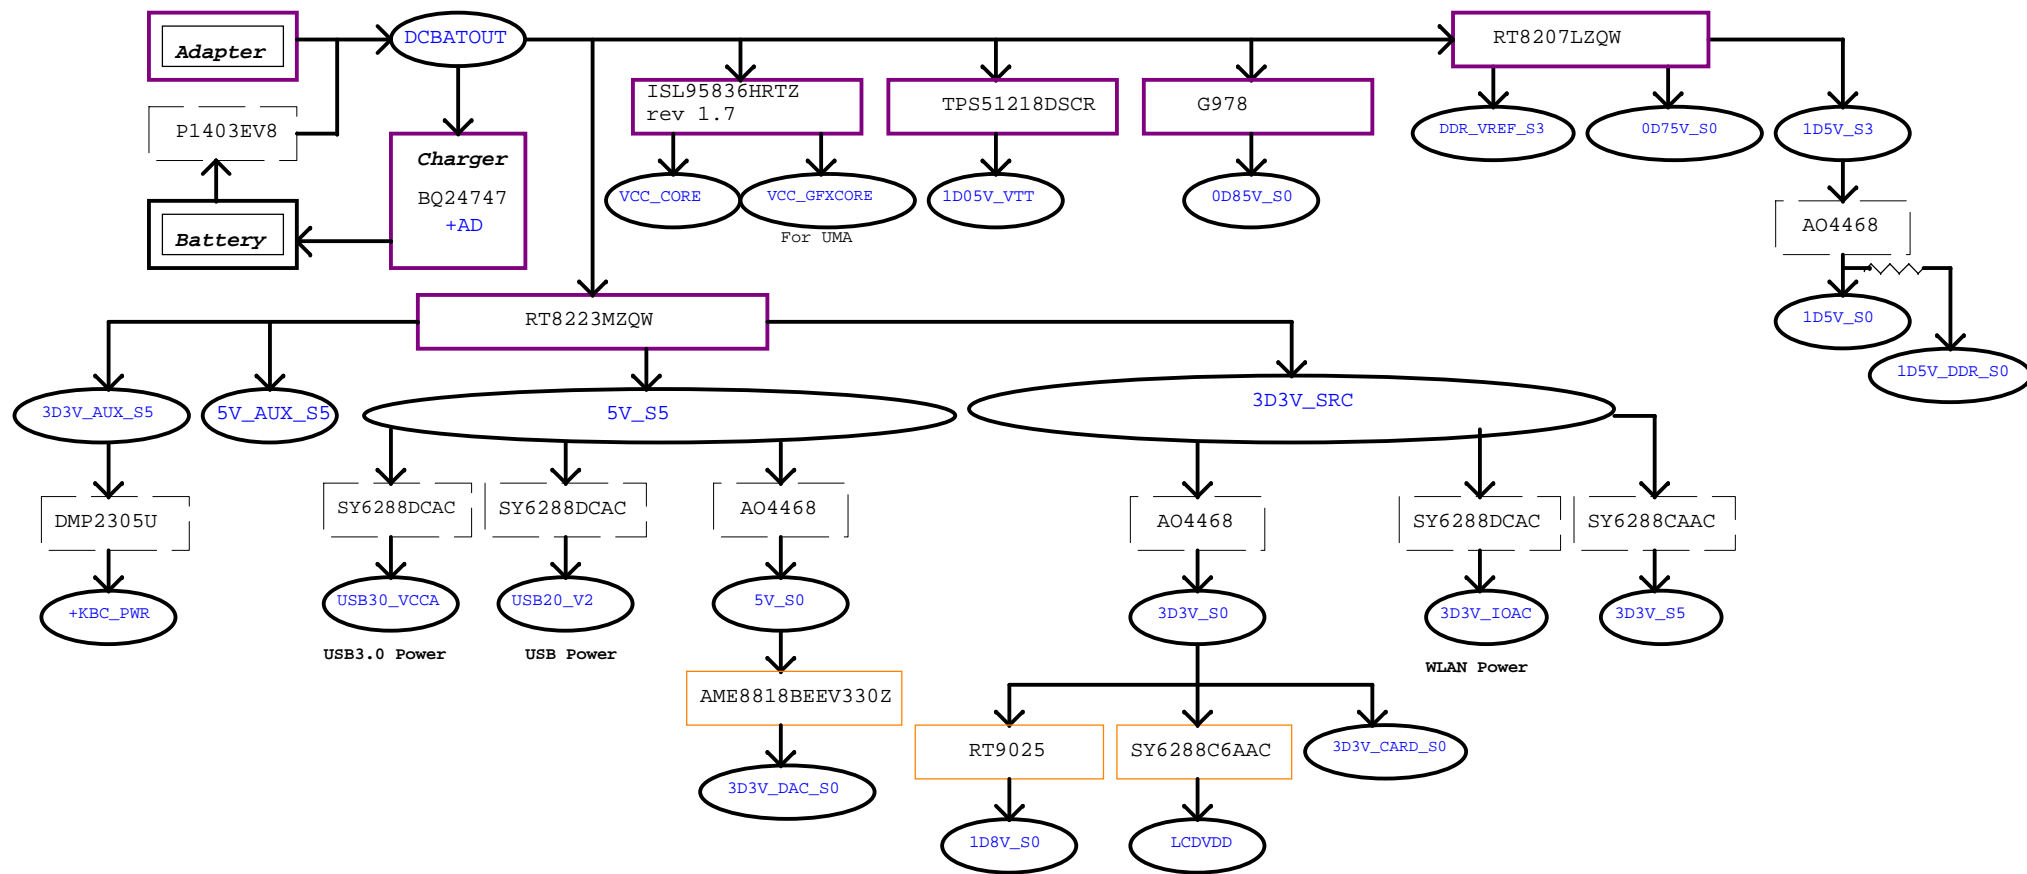 Adapter
DCBATOUT
RT8207LZQW
ISL95836HRTZ
rev 1.7
TPS51218DSCR
G978
P1403EV8
DDR_VREF_S3
0D75V_S0
1D5V_S3
Charger
BQ24747
+AD
VCC_CORE
VCC_GFXCORE
1D05V_VTT
0D85V_S0
For UMA
Battery
AO4468
RT8223MZQW
1D5V_S0
1D5V_DDR_S0
3D3V_AUX_S5
5V_AUX_S5
5V_S5
3D3V_SRC
DMP2305U
SY6288DCAC
SY6288DCAC
AO4468
AO4468
SY6288DCAC
SY6288CAAC
+KBC_PWR
USB30_VCCA
USB20_V2
5V_S0
3D3V_S0
3D3V_IOAC
3D3V_S5
USB3.0 Power
USB Power
WLAN Power
AME8818BEEV330Z
RT9025
SY6288C6AAC
3D3V_CARD_S0
3D3V_DAC_S0
1D8V_S0
LCDVDD